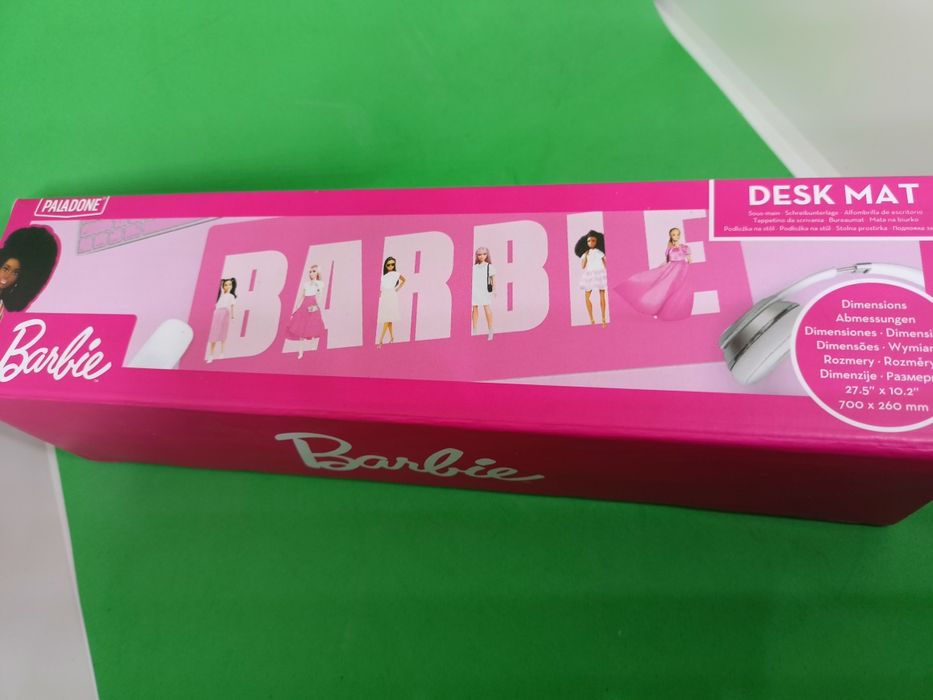 PALADONE
DESK MAT
Sous-main · Schreibunterlage · Alfombrilla de escritorio
Tappetino da scrivania · Bureaumat · Mata na biurko
Podložka na stůl · Podložka na stôl · Stolna prostirka · Подложка за
BARBIE
Barbie
Dimensions
Abmessungen
Dimensiones · Dimensi
Dimensões · Wymiar
Rozmery · Rozměry
Dimenzije · Размери
27.5" x 10.2"
700 x 260 mm
Barbie